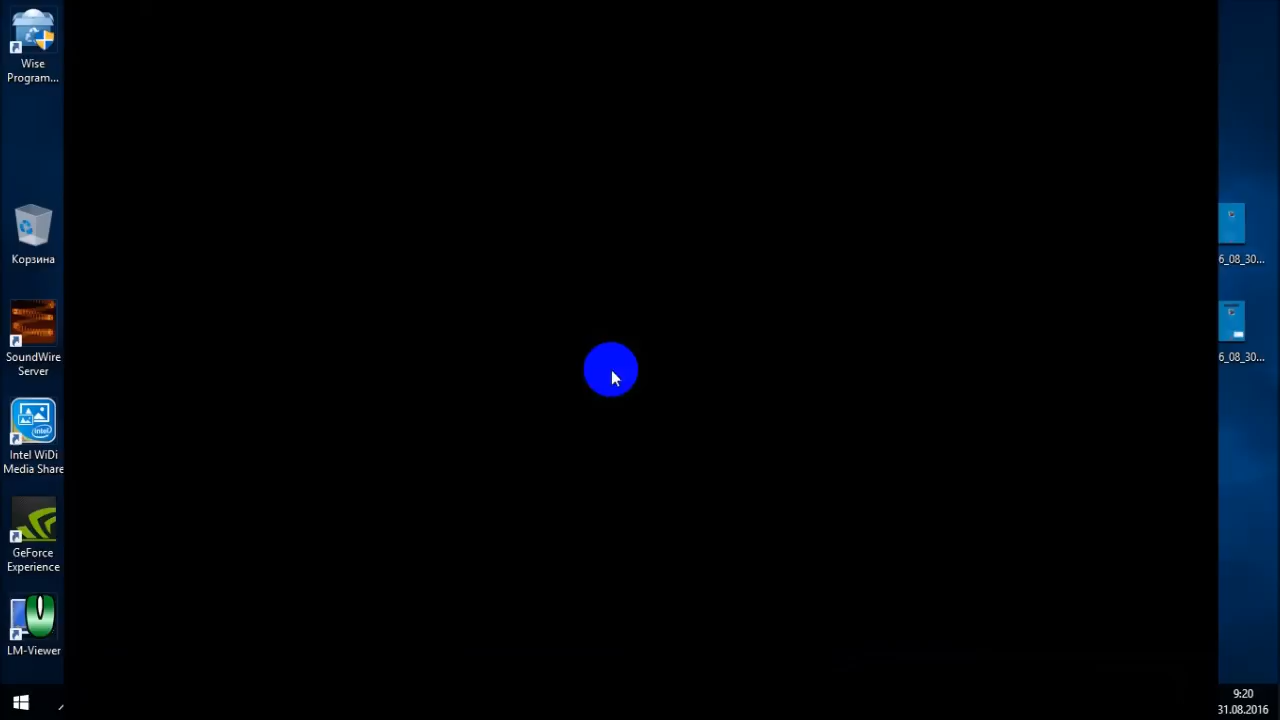 Wise
Program...
Корзина
SoundWire
Server
intel
Intel WiDi
Media Share
GeForce
Experience
LM-Viewer
6_08_30...
6_08_30...
9:20
31.08.2016